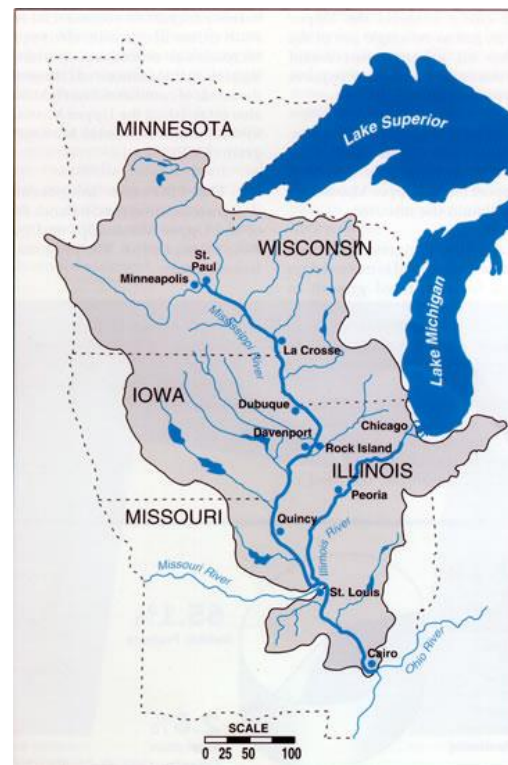 Lake Superior
MINNESOTA
WISCONSIN
St.
Paul
Minneapolis
Mississippi River
Lake Michigan
La Crosse
IOWA
Dubuque
Chicago
Davenport
Rock Island
ILLINOIS
Peoria
MISSOURI
Quincy
Illinois River
Missouri River
St. Louis
Cairo
Ohio River
SCALE
0 25 50 100